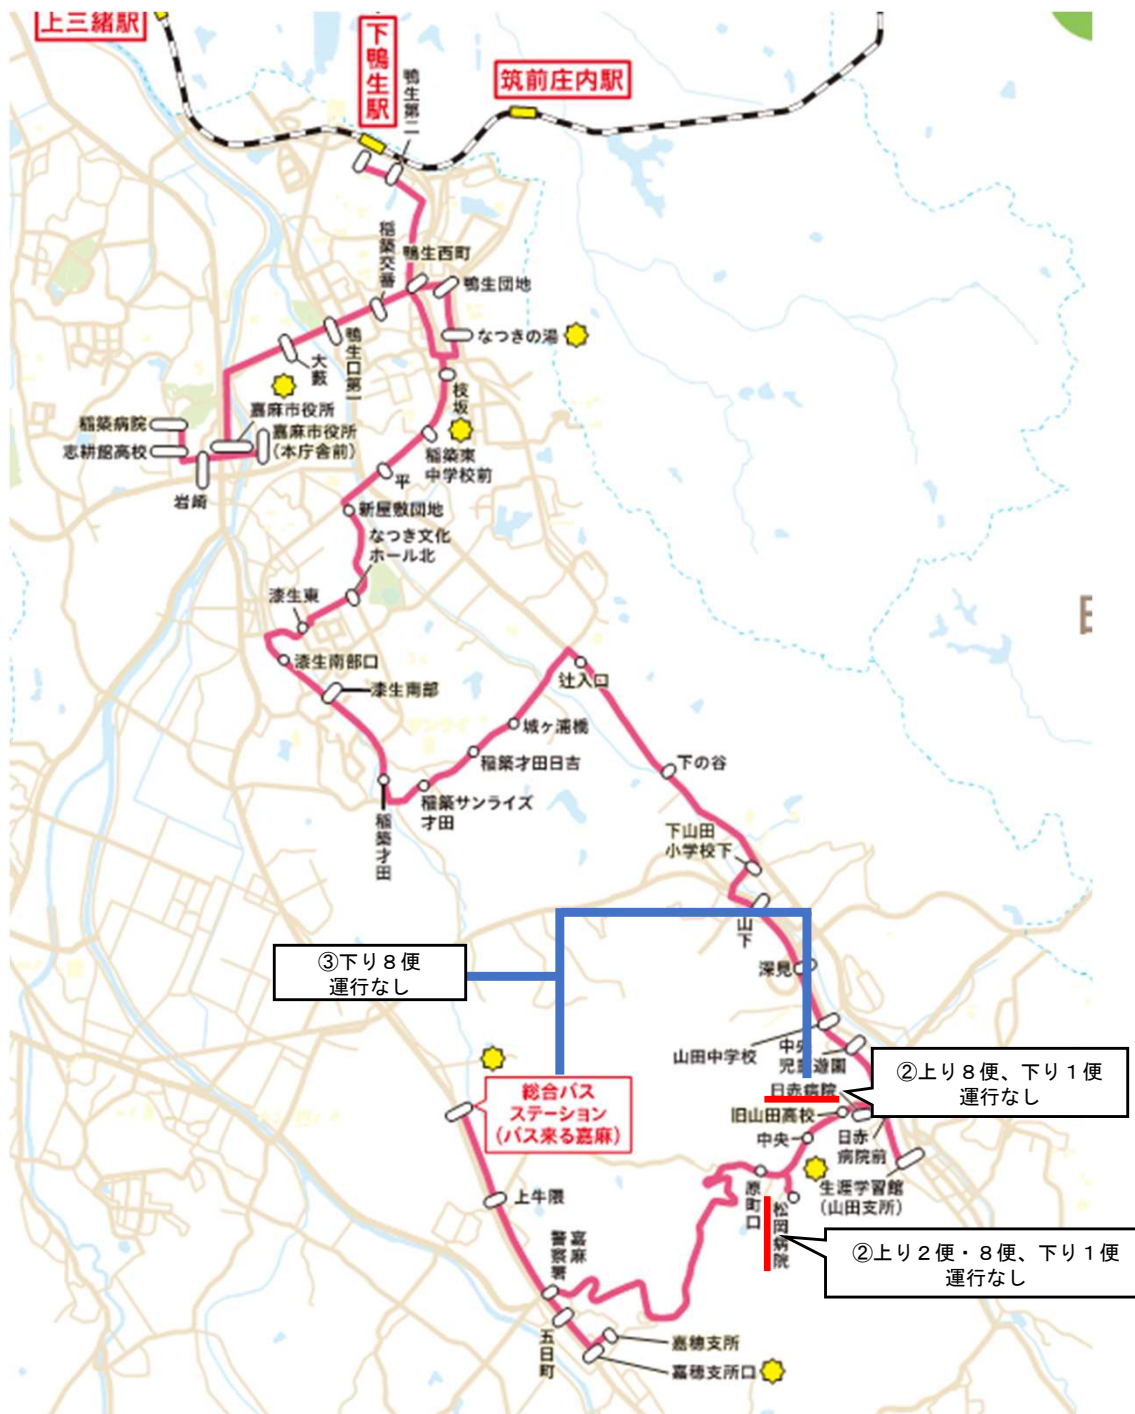 上三緒駅
下鴨生駅
鴨生第二
筑前庄内駅
稲築交番
鴨生西町
鴨生団地
なつきの湯
鴨生口第一
大藪
枝坂
嘉麻市役所
稲築病院
志耕館高校
嘉麻市役所
(本庁舎前)
岩崎
稲築東
中学校前
平
新屋敷団地
なつき文化
ホール北
漆生東
漆生南部口
漆生南部
辻入口
城ヶ浦橋
稲築才田日吉
稲築サンライズ
才田
稲築才田
下の谷
下山田
小学校下
山下
③下り８便
運行なし
深見
山田中学校
中央
児童遊園
②上り８便、下り１便
運行なし
日赤病院
総合バス
ステーション
(バス来る嘉麻)
旧山田高校
中央
日赤
病院前
生涯学習館
(山田支所)
上牛隈
原町口
松岡病院
②上り２便・８便、下り１便
運行なし
嘉麻
警察署
五日町
嘉穂支所
嘉穂支所口